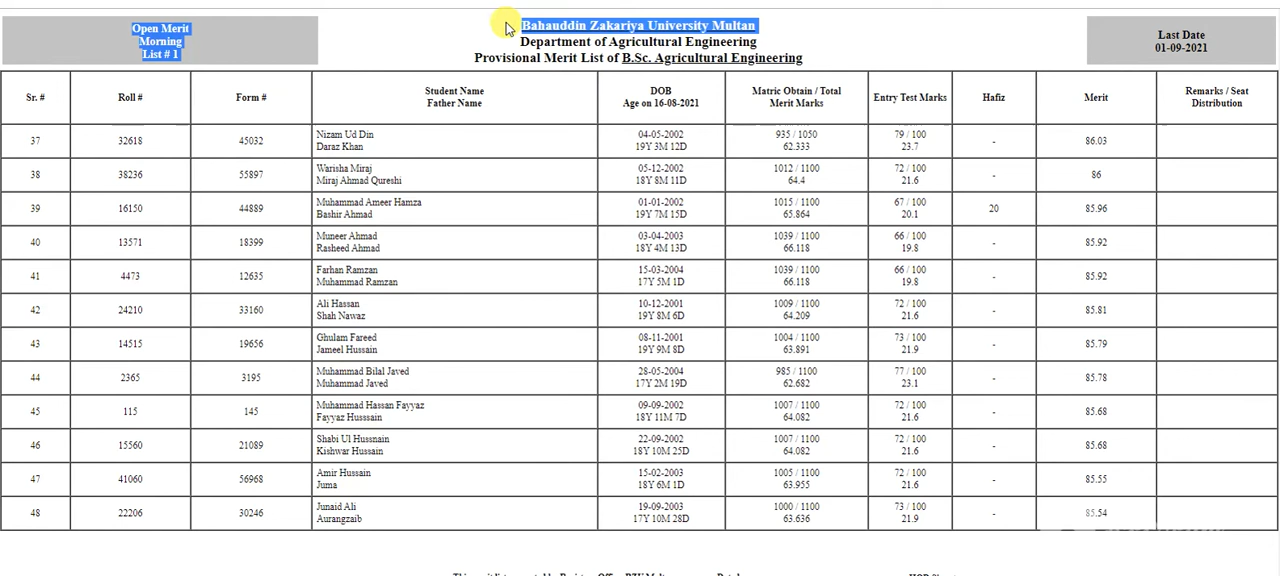 Open Merit
Morning
List # 1
Bahauddin Zakariya University Multan
Department of Agricultural Engineering
Provisional Merit List of B.Sc. Agricultural Engineering
Last Date
01-09-2021
Sr. # Roll # Form # Student Name Father Name DOB Age on 16-08-2021 Matric Obtain / Total Merit Marks Entry Test Marks Hafiz Merit Remarks / Seat Distribution
37 32618 45032 Nizam Ud Din 04-05-2002 935 / 1050 79 / 100 - 86.03
Daraz Khan 19Y 3M 12D 62.333 23.7
38 38236 55897 Warisha Miraj 05-12-2002 1012 / 1100 72 / 100 - 86
Miraj Ahmad Qureshi 18Y 8M 11D 64.4 21.6
39 16150 44889 Muhammad Ameer Hamza 01-01-2002 1015 / 1100 67 / 100 20 85.96
Bashir Ahmad 19Y 7M 15D 65.864 20.1
40 13571 18399 Muneer Ahmad 03-04-2003 1039 / 1100 66 / 100 - 85.92
Rasheed Ahmad 18Y 4M 13D 66.118 19.8
41 4473 12635 Farhan Ramzan 15-03-2004 1039 / 1100 66 / 100 - 85.92
Muhammad Ramzan 17Y 5M 1D 66.118 19.8
42 24210 33160 Ali Hassan 10-12-2001 1009 / 1100 72 / 100 - 85.81
Shah Nawaz 19Y 8M 6D 64.209 21.6
43 14515 19656 Ghulam Fareed 08-11-2001 1004 / 1100 73 / 100 - 85.79
Jameel Hussain 19Y 9M 8D 63.891 21.9
44 2365 3195 Muhammad Bilal Javed 28-05-2004 985 / 1100 77 / 100 - 85.78
Muhammad Javed 17Y 2M 19D 62.682 23.1
45 115 145 Muhammad Hassan Fayyaz 09-09-2002 1007 / 1100 72 / 100 - 85.68
Fayyaz Husssain 18Y 11M 7D 64.082 21.6
46 15560 21089 Shabi Ul Hussnain 22-09-2002 1007 / 1100 72 / 100 - 85.68
Kishwar Hussain 18Y 10M 25D 64.082 21.6
47 41060 56968 Amir Hussain 15-02-2003 1005 / 1100 72 / 100 - 85.55
Juma 18Y 6M 1D 63.955 21.6
48 22206 30246 Junaid Ali 19-09-2003 1000 / 1100 73 / 100 - 85.54
Aurangzaib 17Y 10M 28D 63.636 21.9